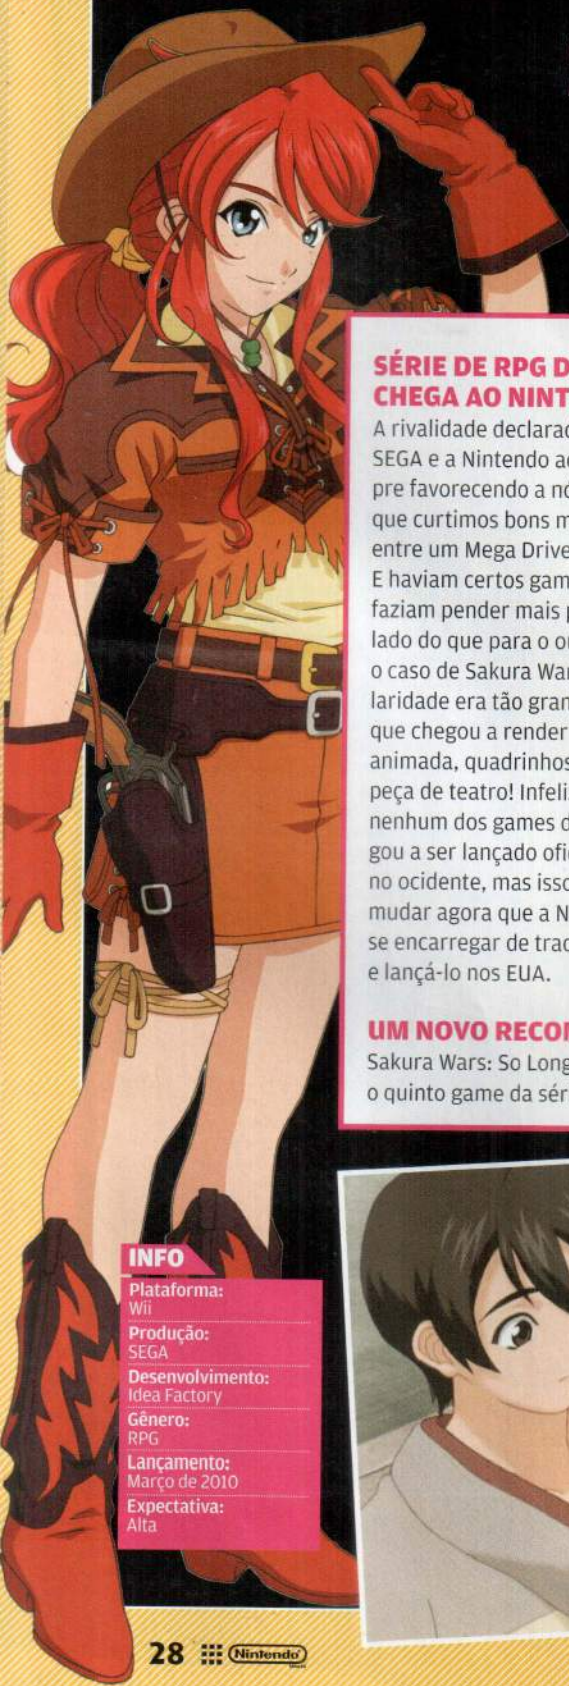 SÉRIE DE RPG D
CHEGA AO NINT
A rivalidade declarad
SEGA e a Nintendo ac
pre favorecendo a nó
que curtimos bons m
entre um Mega Drive
E haviam certos gam
faziam pender mais p
lado do que para o ou
o caso de Sakura War
laridade era tão gran
que chegou a render
animada, quadrinhos
peça de teatro! Infeli
nenhum dos games d
gou a ser lançado ofic
no ocidente, mas isso
mudar agora que a N
se encarregar de trad
e lançá-lo nos EUA.
UM NOVO RECOM
Sakura Wars: So Long
o quinto game da séri
INFO
Plataforma:
Wii
Produção:
SEGA
Desenvolvimento:
Idea Factory
Gênero:
RPG
Lançamento:
Março de 2010
Expectativa:
Alta
28 Nintendo
World